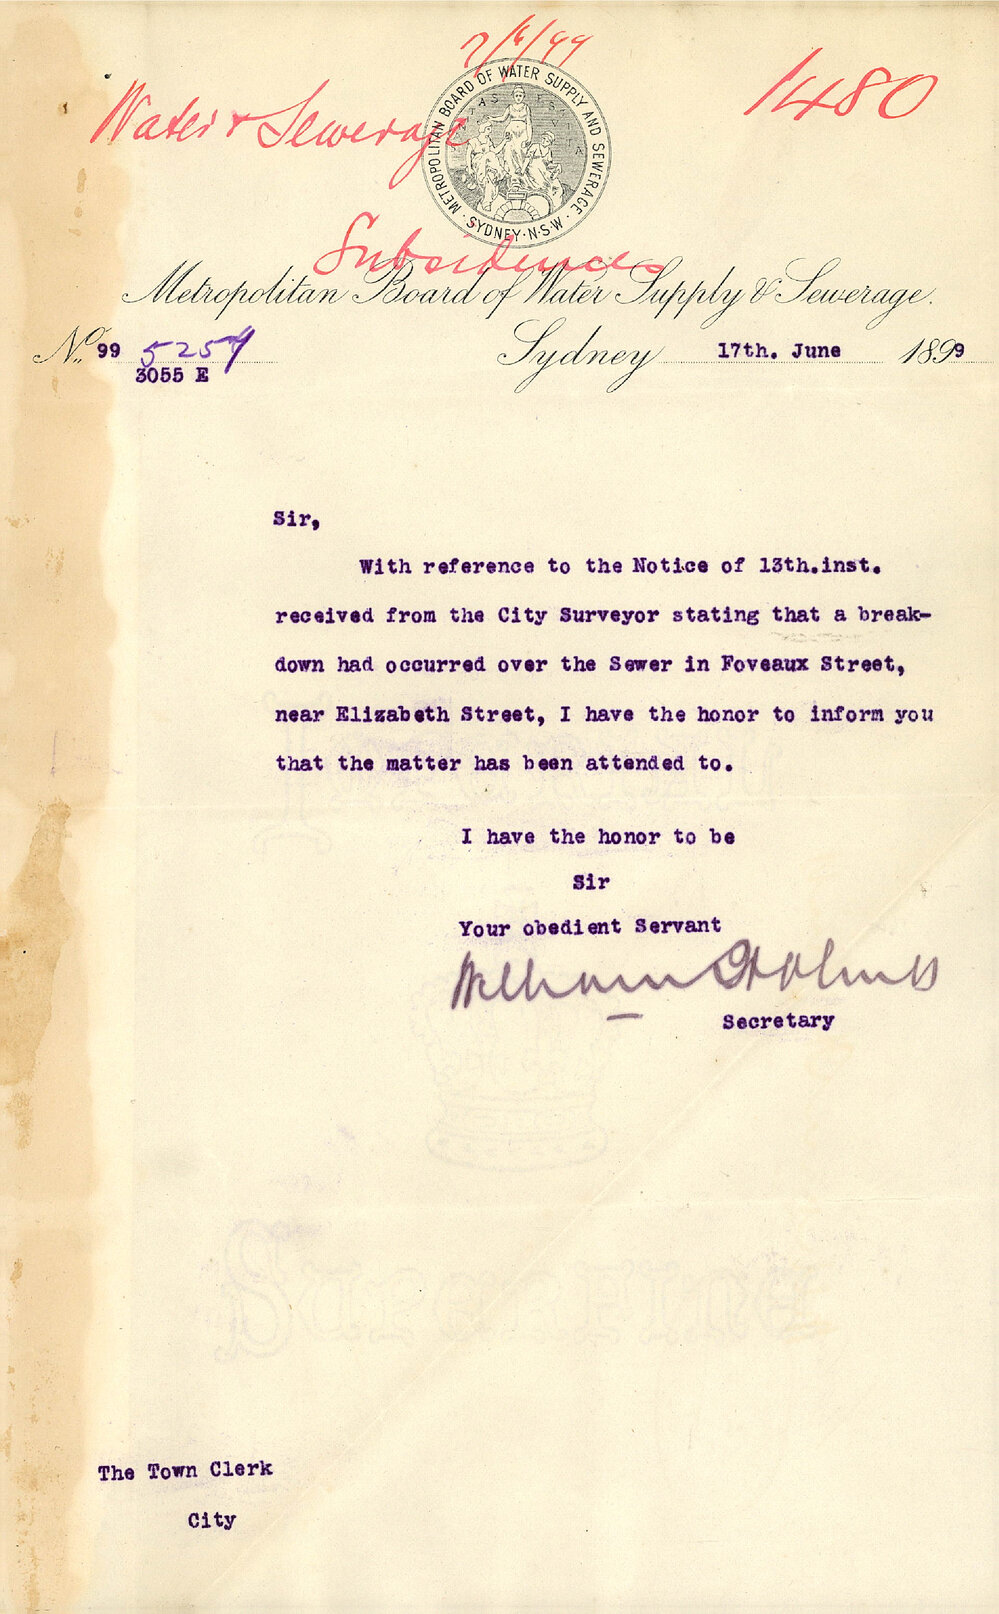 2/6/99
Water & Sewerage
1480
METROPOLITAN BOARD OF WATER SUPPLY AND SEWERAGE
· SYDNEY · N·S·W ·
Subsidences
Metropolitan Board of Water Supply & Sewerage.
No. 99 5259
3055 E
Sydney 17th. June 1899
Sir,
With reference to the Notice of 13th.inst.
received from the City Surveyor stating that a break-
down had occurred over the Sewer in Foveaux Street,
near Elizabeth Street, I have the honor to inform you
that the matter has been attended to.
I have the honor to be
Sir
Your obedient Servant
William Holmes
Secretary
The Town Clerk
City